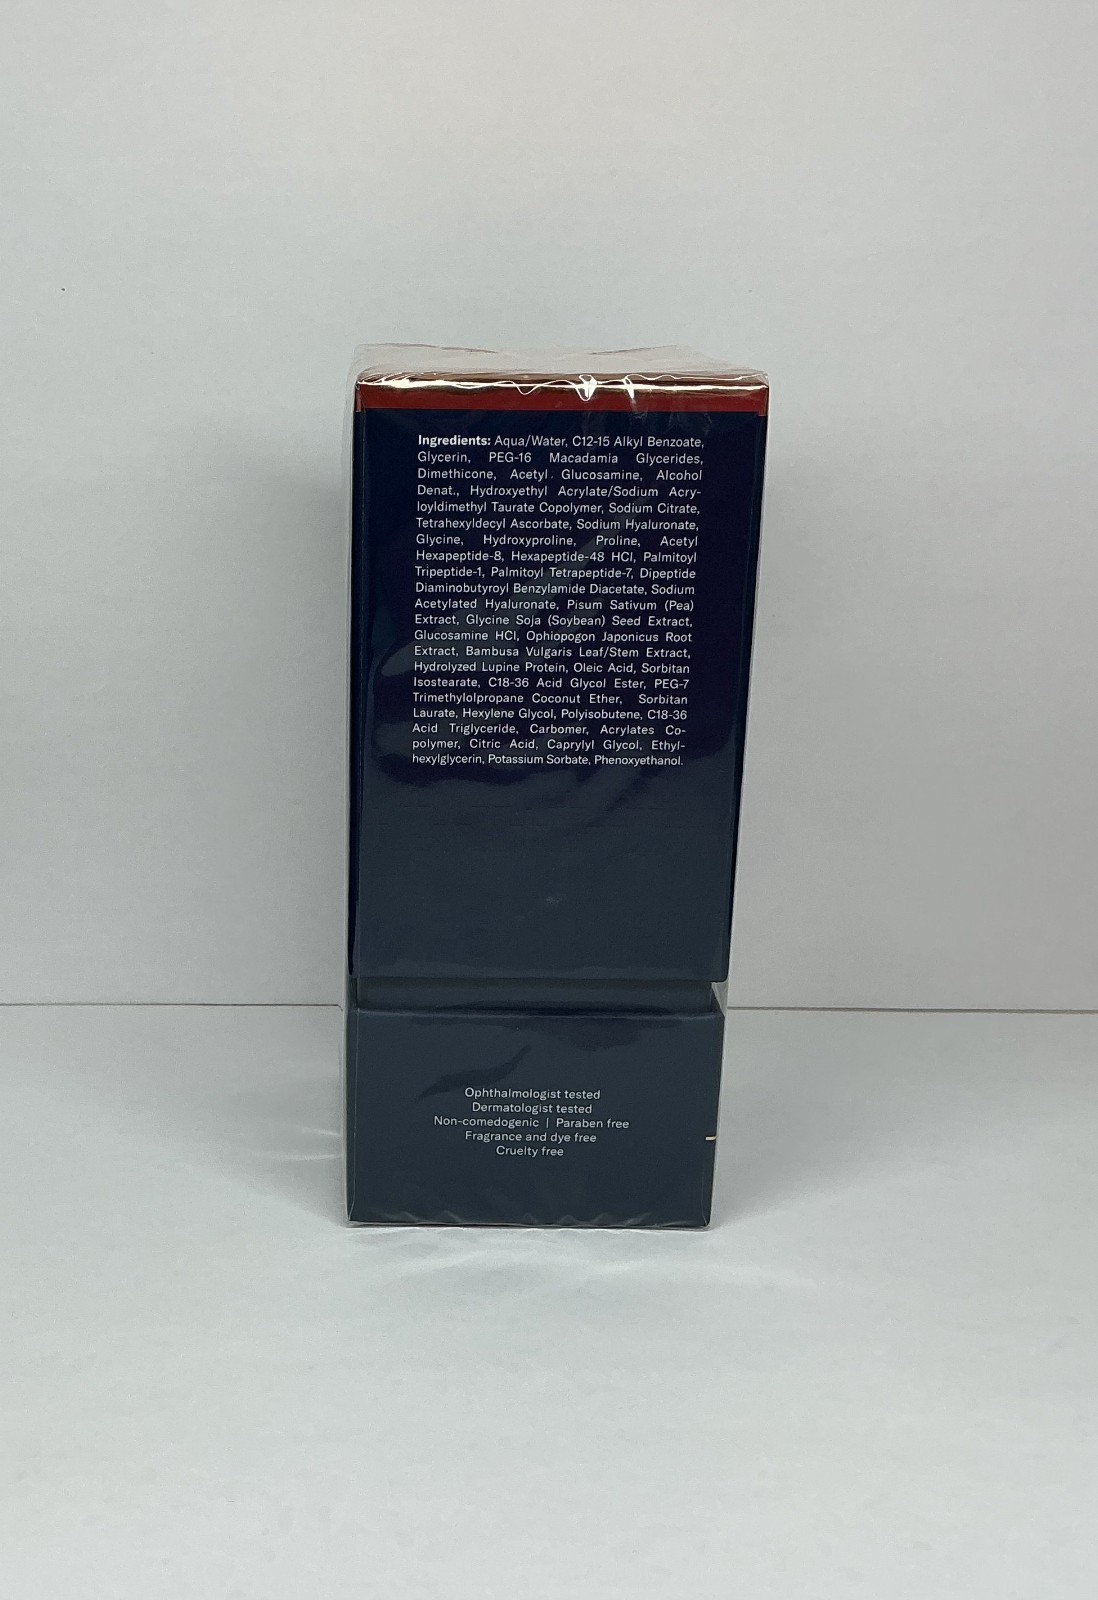 Ingredients: Aqua/Water, C12-15 Alkyl Benzoate,
Glycerin, PEG-16 Macadamia Glycerides,
Dimethicone, Acetyl Glucosamine, Alcohol
Denat., Hydroxyethyl Acrylate/Sodium Acry-
loyldimethyl Taurate Copolymer, Sodium Citrate,
Tetrahexyldecyl Ascorbate, Sodium Hyaluronate,
Glycine, Hydroxyproline, Proline, Acetyl
Hexapeptide-8, Hexapeptide-48 HCI, Palmitoyl
Tripeptide-1, Palmitoyl Tetrapeptide-7, Dipeptide
Diaminobutyroyl Benzylamide Diacetate, Sodium
Acetylated Hyaluronate, Pisum Sativum (Pea)
Extract, Glycine Soja (Soybean) Seed Extract,
Glucosamine HCI, Ophiopogon Japonicus Root
Extract, Bambusa Vulgaris Leaf/Stem Extract,
Hydrolyzed Lupine Protein, Oleic Acid, Sorbitan
Isostearate, C18-36 Acid Glycol Ester, PEG-7
Trimethylolpropane Coconut Ether, Sorbitan
Laurate, Hexylene Glycol, Polyisobutene, C18-36
Acid Triglyceride, Carbomer, Acrylates Co-
polymer, Citric Acid, Caprylyl Glycol, Ethyl-
hexylglycerin, Potassium Sorbate, Phenoxyethanol.
Ophthalmologist tested
Dermatologist tested
Non-comedogenic | Paraben free
Fragrance and dye free
Cruelty free